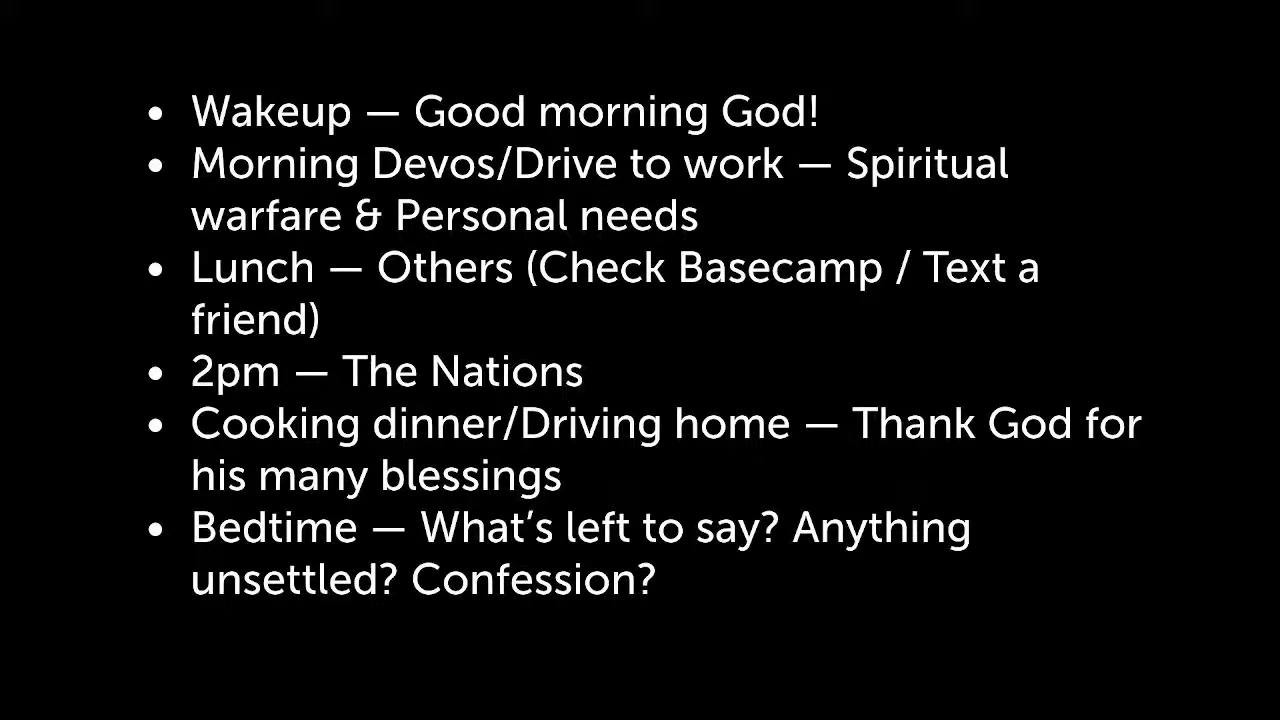 • Wakeup — Good morning God!
• Morning Devos/Drive to work — Spiritual
warfare & Personal needs
• Lunch — Others (Check Basecamp / Text a
friend)
• 2pm — The Nations
• Cooking dinner/Driving home — Thank God for
his many blessings
• Bedtime — What’s left to say? Anything
unsettled? Confession?